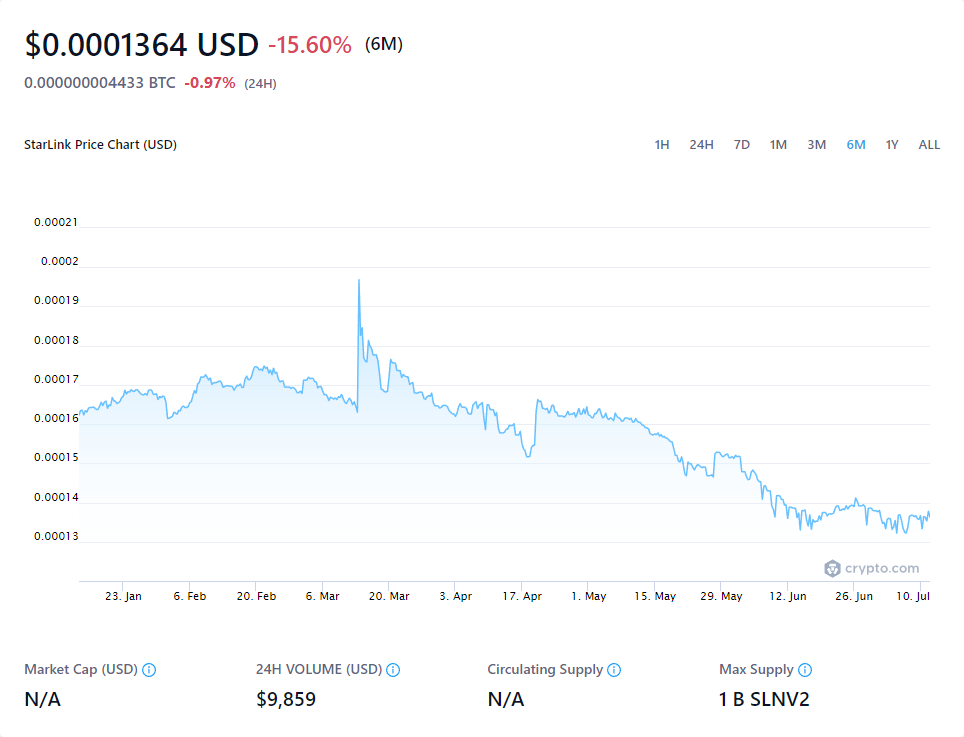 $0.0001364 USD -15.60% (6M)
0.000000004433 BTC -0.97% (24H)
StarLink Price Chart (USD) 1H 24H 7D 1M 3M 6M 1Y ALL
0.00021
0.0002
0.00019
0.00018
0.00017
0.00016
0.00015
0.00014
0.00013
crypto.com
23. Jan 6. Feb 20. Feb 6. Mar 20. Mar 3. Apr 17. Apr 1. May 15. May 29. May 12. Jun 26. Jun 10. Jul
Market Cap (USD) 24H VOLUME (USD) Circulating Supply Max Supply
N/A $9,859 N/A 1 B SLNV2